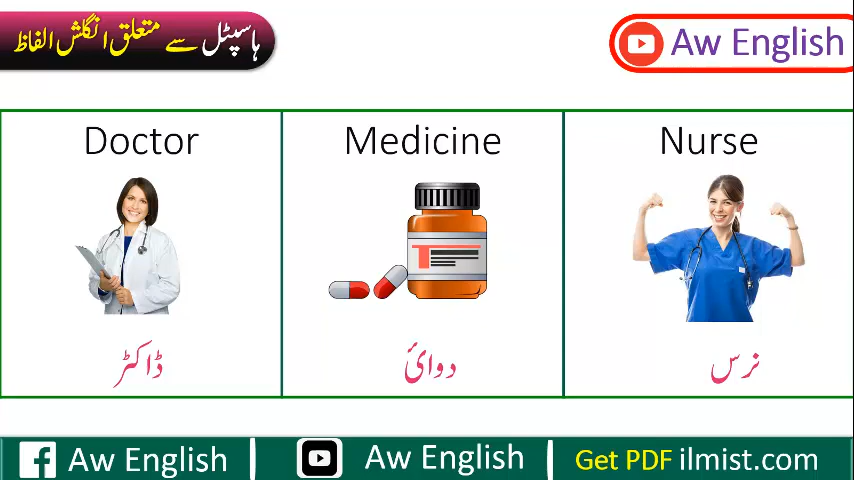 ہاسپٹل سے متعلق انگلش الفاظ
Aw English
Doctor
Medicine
Nurse
ڈاکٹر
دوائ
نرس
Aw English
Aw English
Get PDF ilmist.com